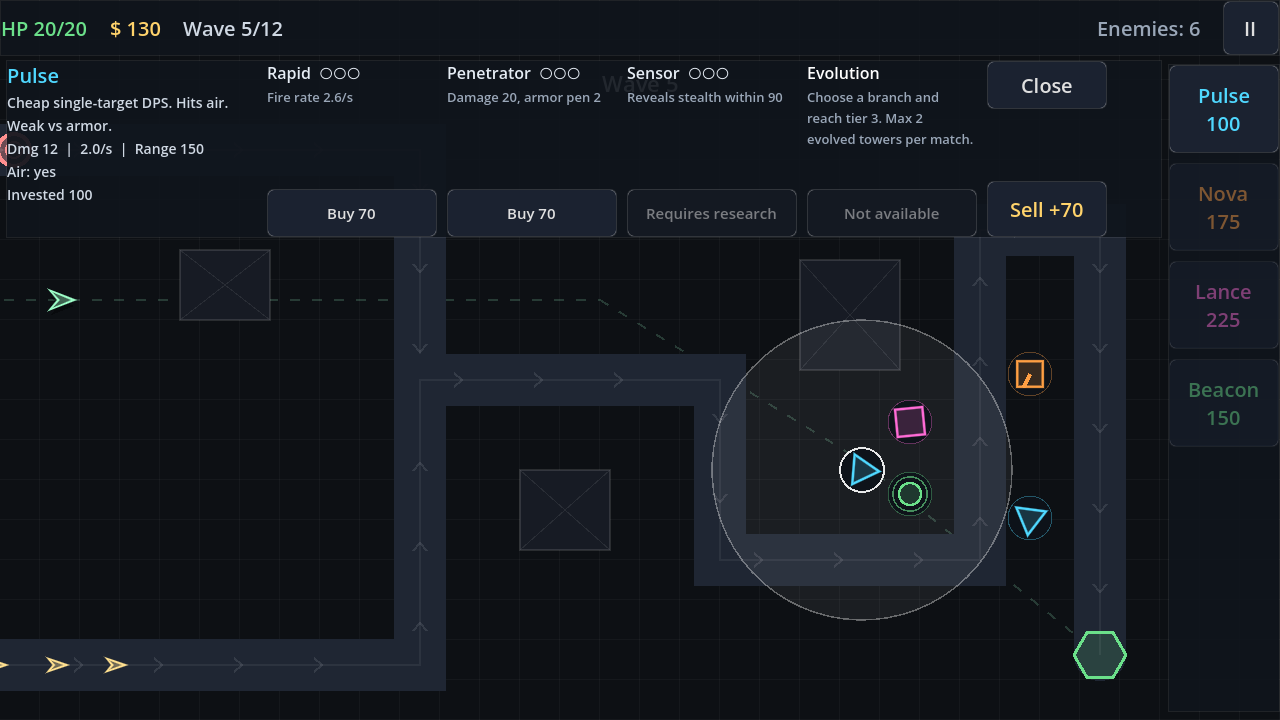 HP 20/20 $ 130 Wave 5/12 Enemies: 6 II
Pulse
Cheap single-target DPS. Hits air.
Weak vs armor.
Dmg 12 | 2.0/s | Range 150
Air: yes
Invested 100
Rapid ○○○
Fire rate 2.6/s
Buy 70
Penetrator ○○○
Damage 20, armor pen 2
Buy 70
Wave 5
Sensor ○○○
Reveals stealth within 90
Requires research
Evolution
Choose a branch and
reach tier 3. Max 2
evolved towers per match.
Not available
Close
Sell +70
Pulse
100
Nova
175
Lance
225
Beacon
150